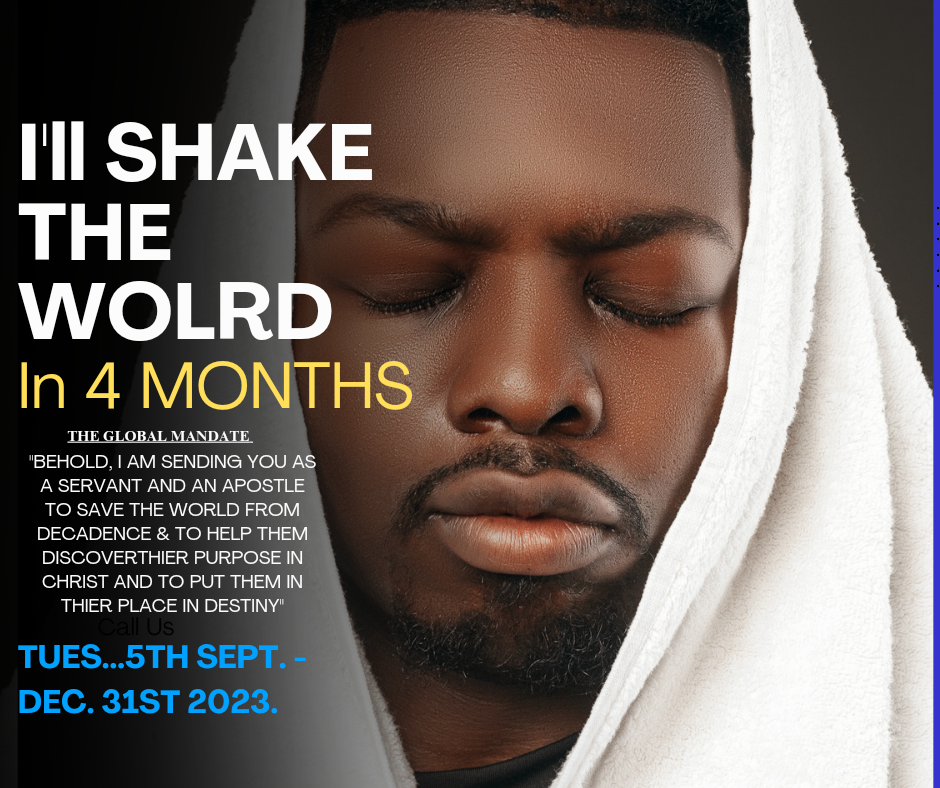 I'll SHAKE
THE
WOLRD
In 4 MONTHS
THE GLOBAL MANDATE
"BEHOLD, I AM SENDING YOU AS
A SERVANT AND AN APOSTLE
TO SAVE THE WORLD FROM
DECADENCE & TO HELP THEM
DISCOVERTHIER PURPOSE IN
CHRIST AND TO PUT THEM IN
THIER PLACE IN DESTINY"
Call Us
TUES...5TH SEPT. -
DEC. 31ST 2023.